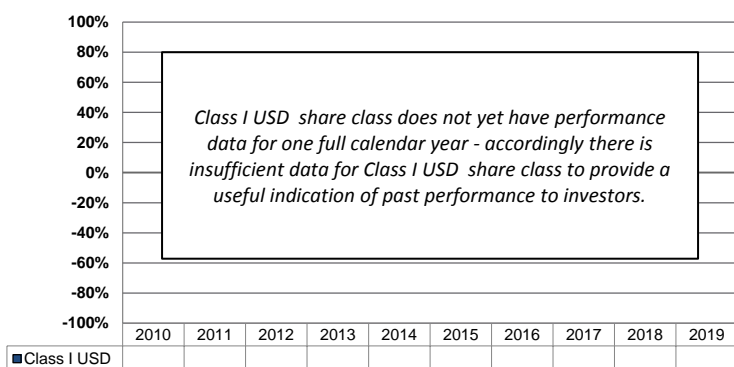 100%
80%
60%
40%
20%
0%
-20%
-40%
-60%
-80%
-100%
Class I USD share class does not yet have performance
data for one full calendar year - accordingly there is
insufficient data for Class I USD share class to provide a
useful indication of past performance to investors.
2010 2011 2012 2013 2014 2015 2016 2017 2018 2019
Class I USD